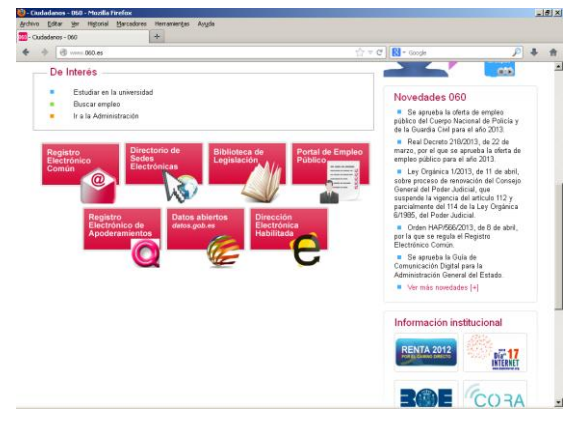 Ciudadanos - 060 - Mozilla Firefox
Archivo Editar Ver Historial Marcadores Herramientas Ayuda
060 - Ciudadanos - 060
www.060.es
Google
De Interés
Estudiar en la universidad
Buscar empleo
Ir a la Administración
Registro
Electrónico
Común
Directorio de
Sedes
Electrónicas
Biblioteca de
Legislación
Portal de Empleo
Público
Registro
Electrónico de
Apoderamientos
Datos abiertos
datos.gob.es
Dirección
Electrónica
Habilitada
Novedades 060
Se aprueba la oferta de empleo
público del Cuerpo Nacional de Policía y
de la Guardia Civil para el año 2013.
Real Decreto 218/2013, de 22 de
marzo, por el que se aprueba la oferta de
empleo público para el año 2013.
Ley Orgánica 1/2013, de 11 de abril,
sobre proceso de renovación del Consejo
General del Poder Judicial, que
suspende la vigencia del artículo 112 y
parcialmente del 114 de la Ley Orgánica
6/1985, del Poder Judicial.
Orden HAP/566/2013, de 8 de abril,
por la que se regula el Registro
Electrónico Común.
Se aprueba la Guía de
Comunicación Digital para la
Administración General del Estado.
Ver más novedades [+]
Información institucional
RENTA 2012
POR EL CAMINO DIRECTO
Día 17
INTERNET
BOE
CORA